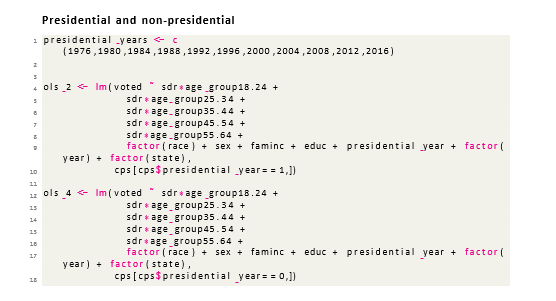 Presidential and non-presidential
1 presidential_years <- c
(1976,1980,1984,1988,1992,1996,2000,2004,2008,2012,2016)
2
3
4 ols_2 <- lm(voted ~ sdr*age_group18.24 +
5 sdr*age_group25.34 +
6 sdr*age_group35.44 +
7 sdr*age_group45.54 +
8 sdr*age_group55.64 +
9 factor(race) + sex + faminc + educ + presidential_year + factor(
year) + factor(state),
10 cps[cps$presidential_year==1,])
11
12 ols_4 <- lm(voted ~ sdr*age_group18.24 +
13 sdr*age_group25.34 +
14 sdr*age_group35.44 +
15 sdr*age_group45.54 +
16 sdr*age_group55.64 +
17 factor(race) + sex + faminc + educ + presidential_year + factor(
year) + factor(state),
18 cps[cps$presidential_year==0,])